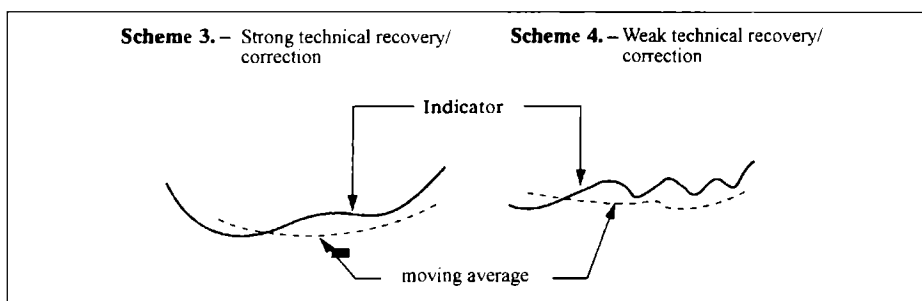 Scheme 3. – Strong technical recovery/
correction
Scheme 4. – Weak technical recovery/
correction
Indicator
moving average